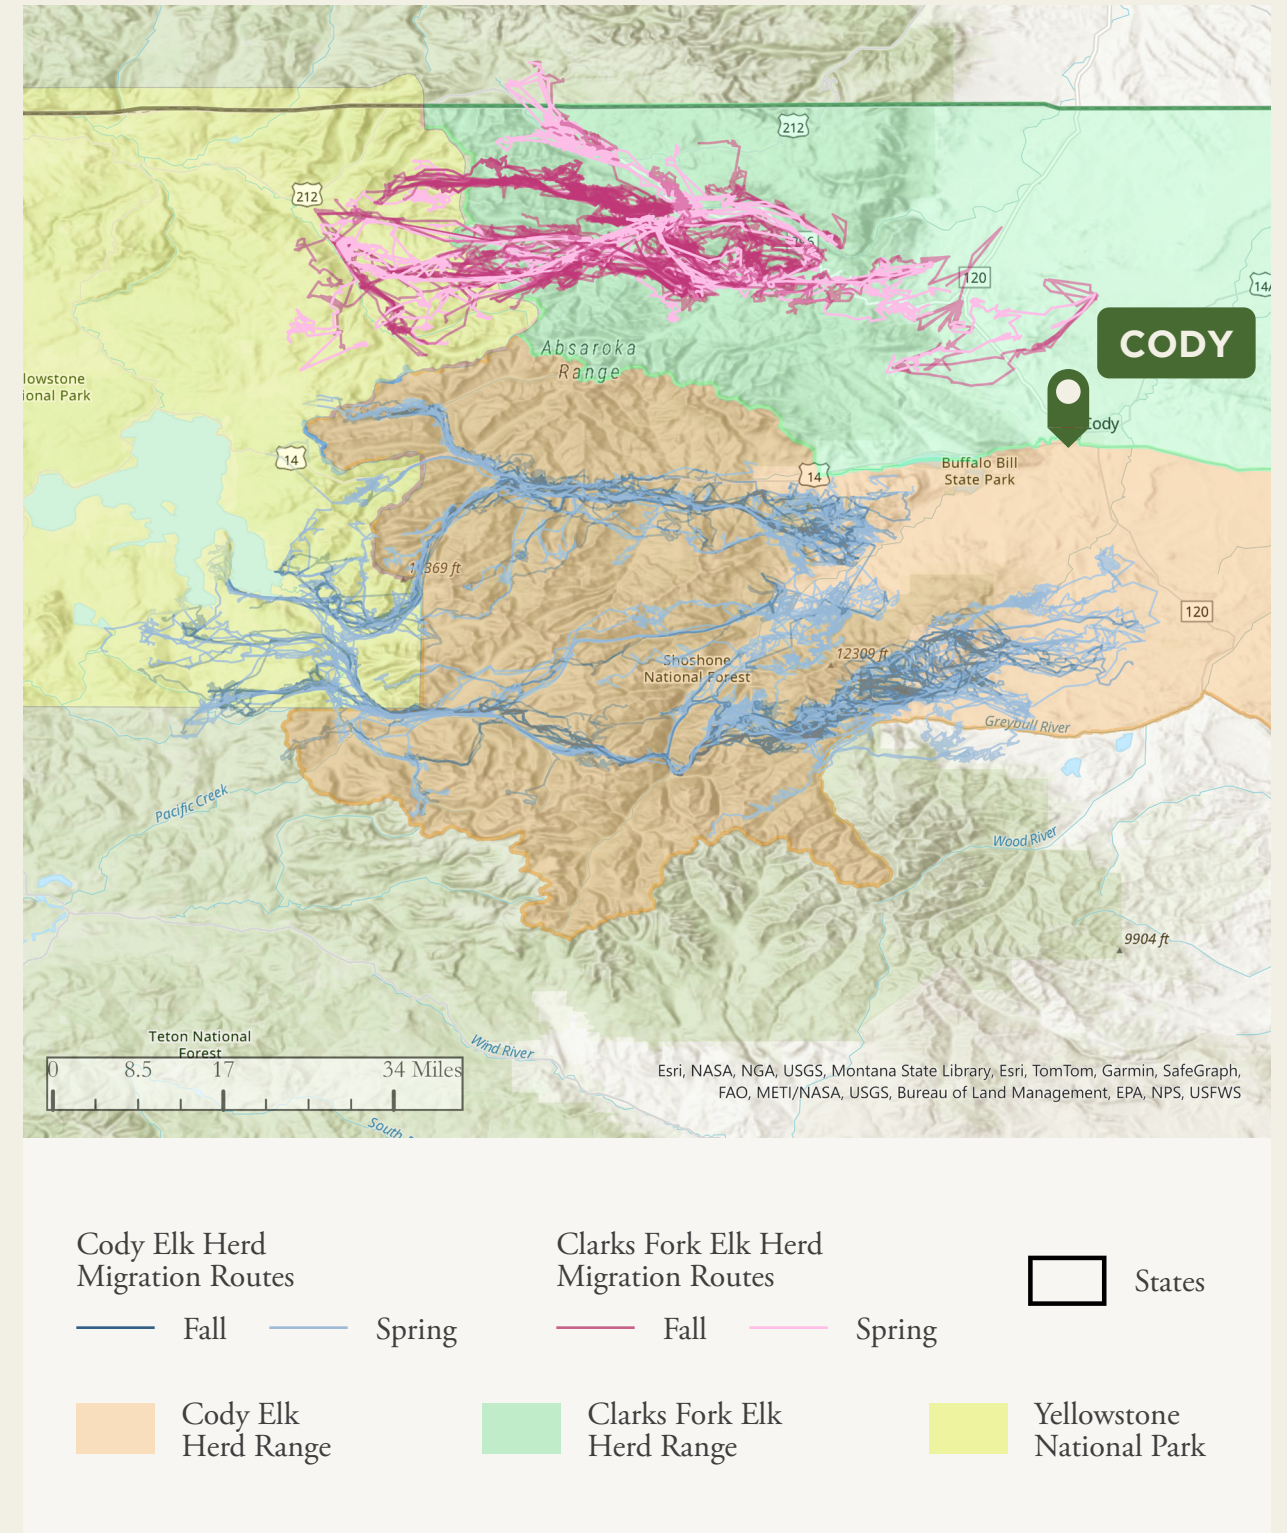 212
212
120
14A
CODY
Absaroka
Range
lowstone
ional Park
Cody
14
14
Buffalo Bill
State Park
869 ft
120
12309 ft
Shoshone
National Forest
Greybull River
Pacific Creek
Wood River
9904 ft
Teton National
Forest
Wind River
0 8.5 17 34 Miles
Esri, NASA, NGA, USGS, Montana State Library, Esri, TomTom, Garmin, SafeGraph,
FAO, METI/NASA, USGS, Bureau of Land Management, EPA, NPS, USFWS
South
Cody Elk Herd
Migration Routes
Fall Spring
Clarks Fork Elk Herd
Migration Routes
Fall Spring
States
Cody Elk
Herd Range
Clarks Fork Elk
Herd Range
Yellowstone
National Park